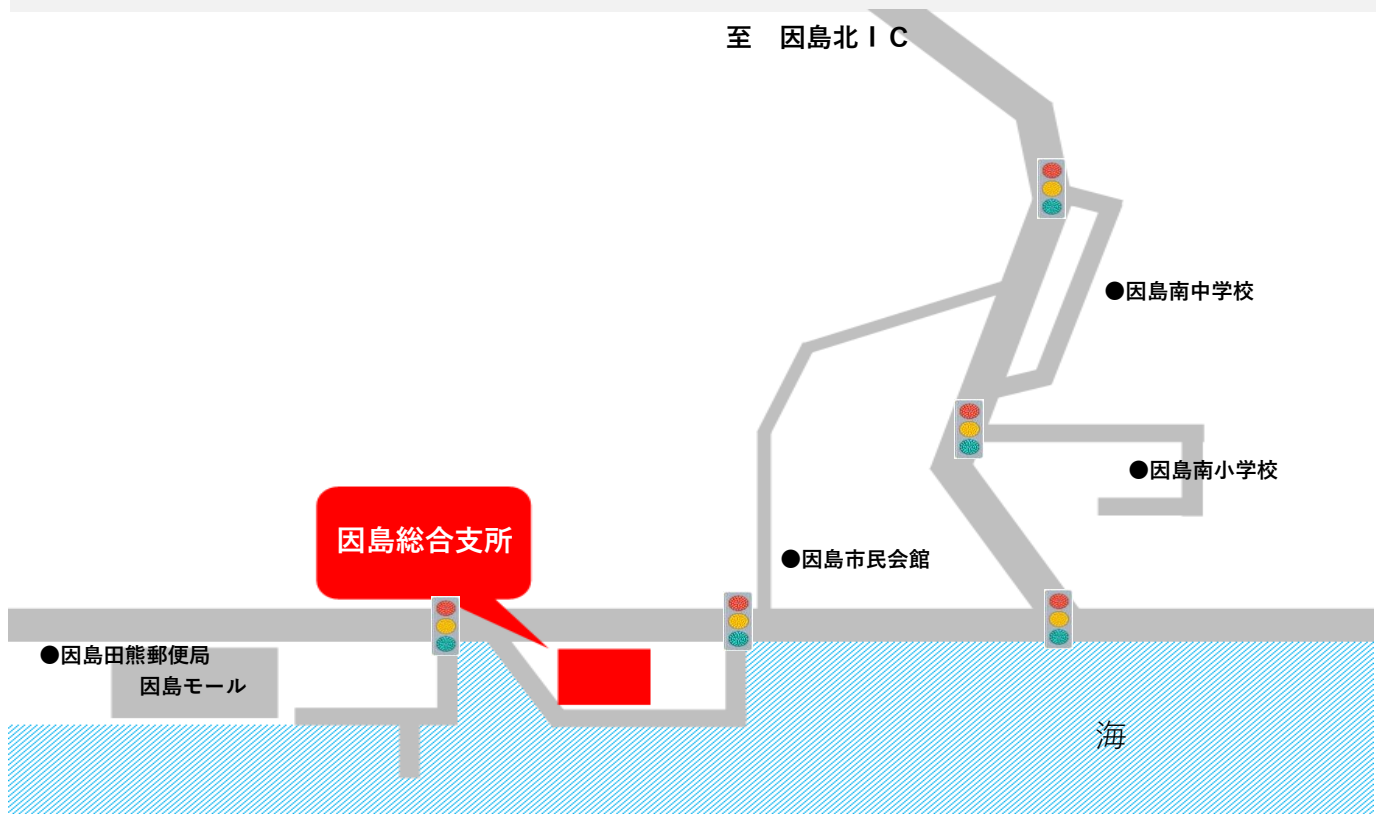 至　因島北ＩＣ
●因島南中学校
●因島南小学校
因島総合支所
●因島市民会館
●因島田熊郵便局
因島モール
海